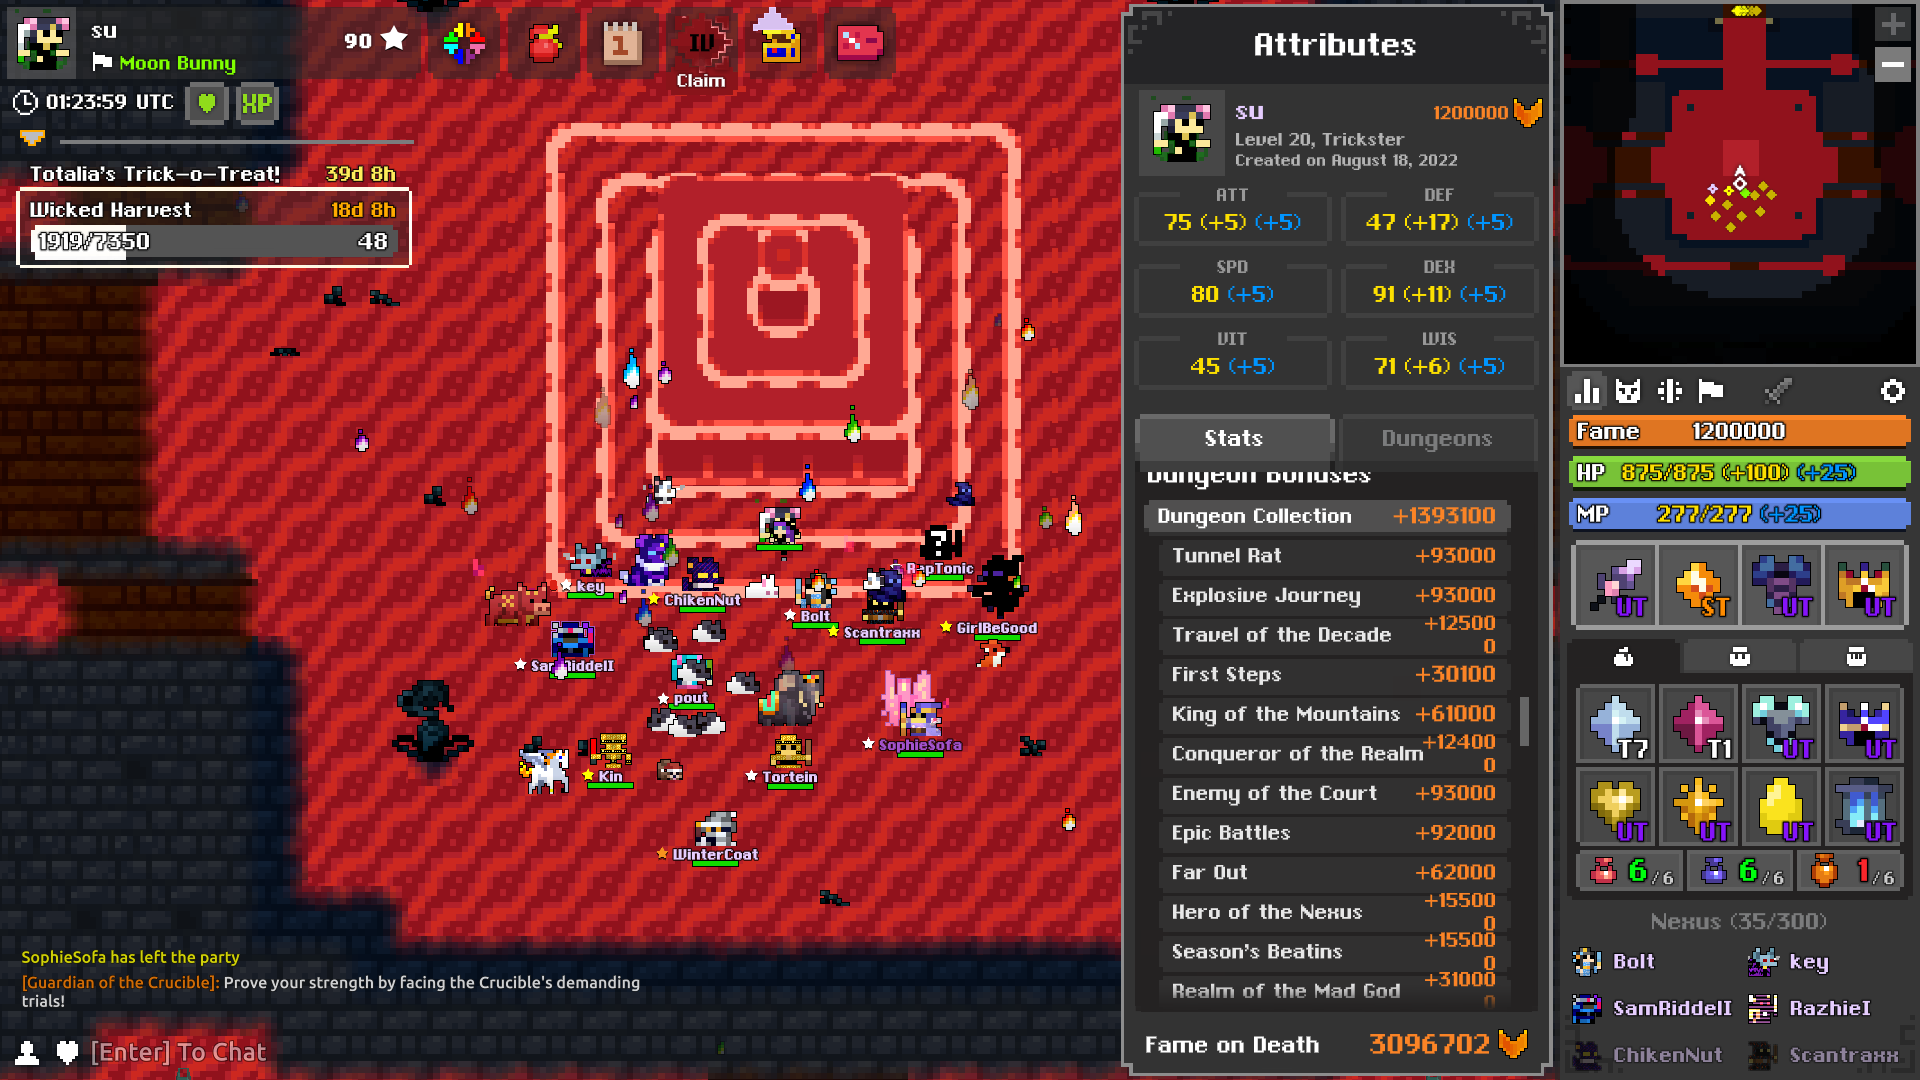 su
Moon Bunny
90
1
IV
Claim
01:23:59 UTC
XP
Totalia's Trick-o-Treat! 39d 8h
Wicked Harvest 18d 8h
1919/7350 48
key
ChikenNut
Bolt
Scantraxx
RapTonic
GirlBeGood
SamRiddelI
pout
SophieSofa
Kin
Tortein
WinterCoat
SophieSofa has left the party
[Guardian of the Crucible]: Prove your strength by facing the Crucible's demanding
trials!
[Enter] To Chat
Attributes
su 1200000
Level 20, Trickster
Created on August 18, 2022
ATT DEF
75 (+5) (+5) 47 (+17) (+5)
SPD DEX
80 (+5) 91 (+11) (+5)
VIT WIS
45 (+5) 71 (+6) (+5)
Stats Dungeons
Dungeon Bonuses
Dungeon Collection +1393100
Tunnel Rat +93000
Explosive Journey +93000
Travel of the Decade +125000
First Steps +30100
King of the Mountains +61000
Conqueror of the Realm +124000
Enemy of the Court +93000
Epic Battles +92000
Far Out +62000
Hero of the Nexus +155000
Season's Beatins +155000
Realm of the Mad God +310000
Fame on Death 3096702
Fame 1200000
HP 875/875 (+100) (+25)
MP 277/277 (+25)
UT ST UT UT
T7 T1 UT UT
UT UT UT UT
6/6 6/6 1/6
Nexus (35/300)
Bolt key
SamRiddelI RazhieI
ChikenNut Scantraxx